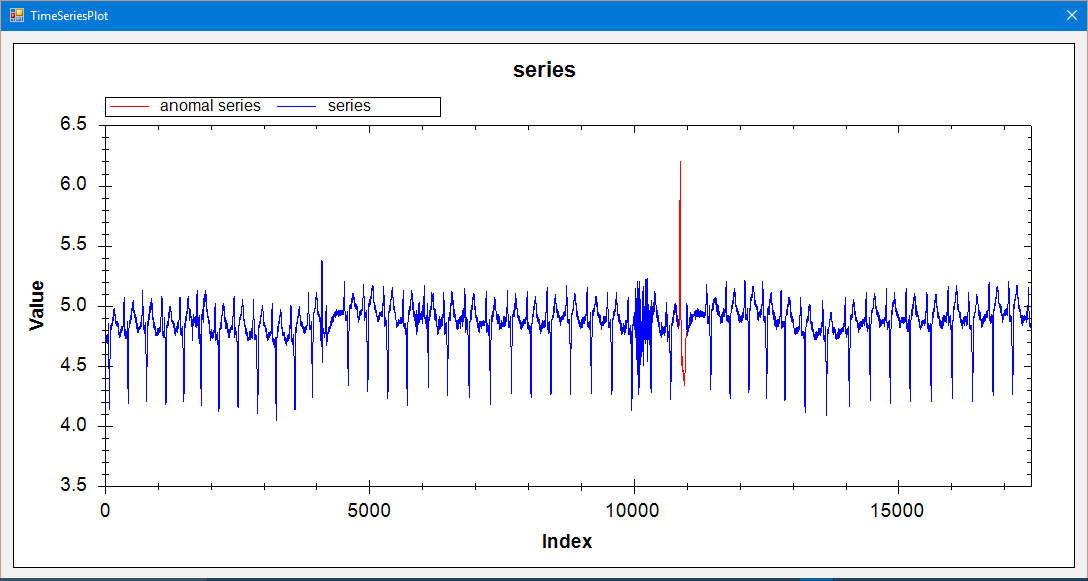 TimeSeriesPlot
series
anomal series series
6.5
6.0
5.5
5.0
4.5
4.0
3.5
Value
0 5000 10000 15000
Index